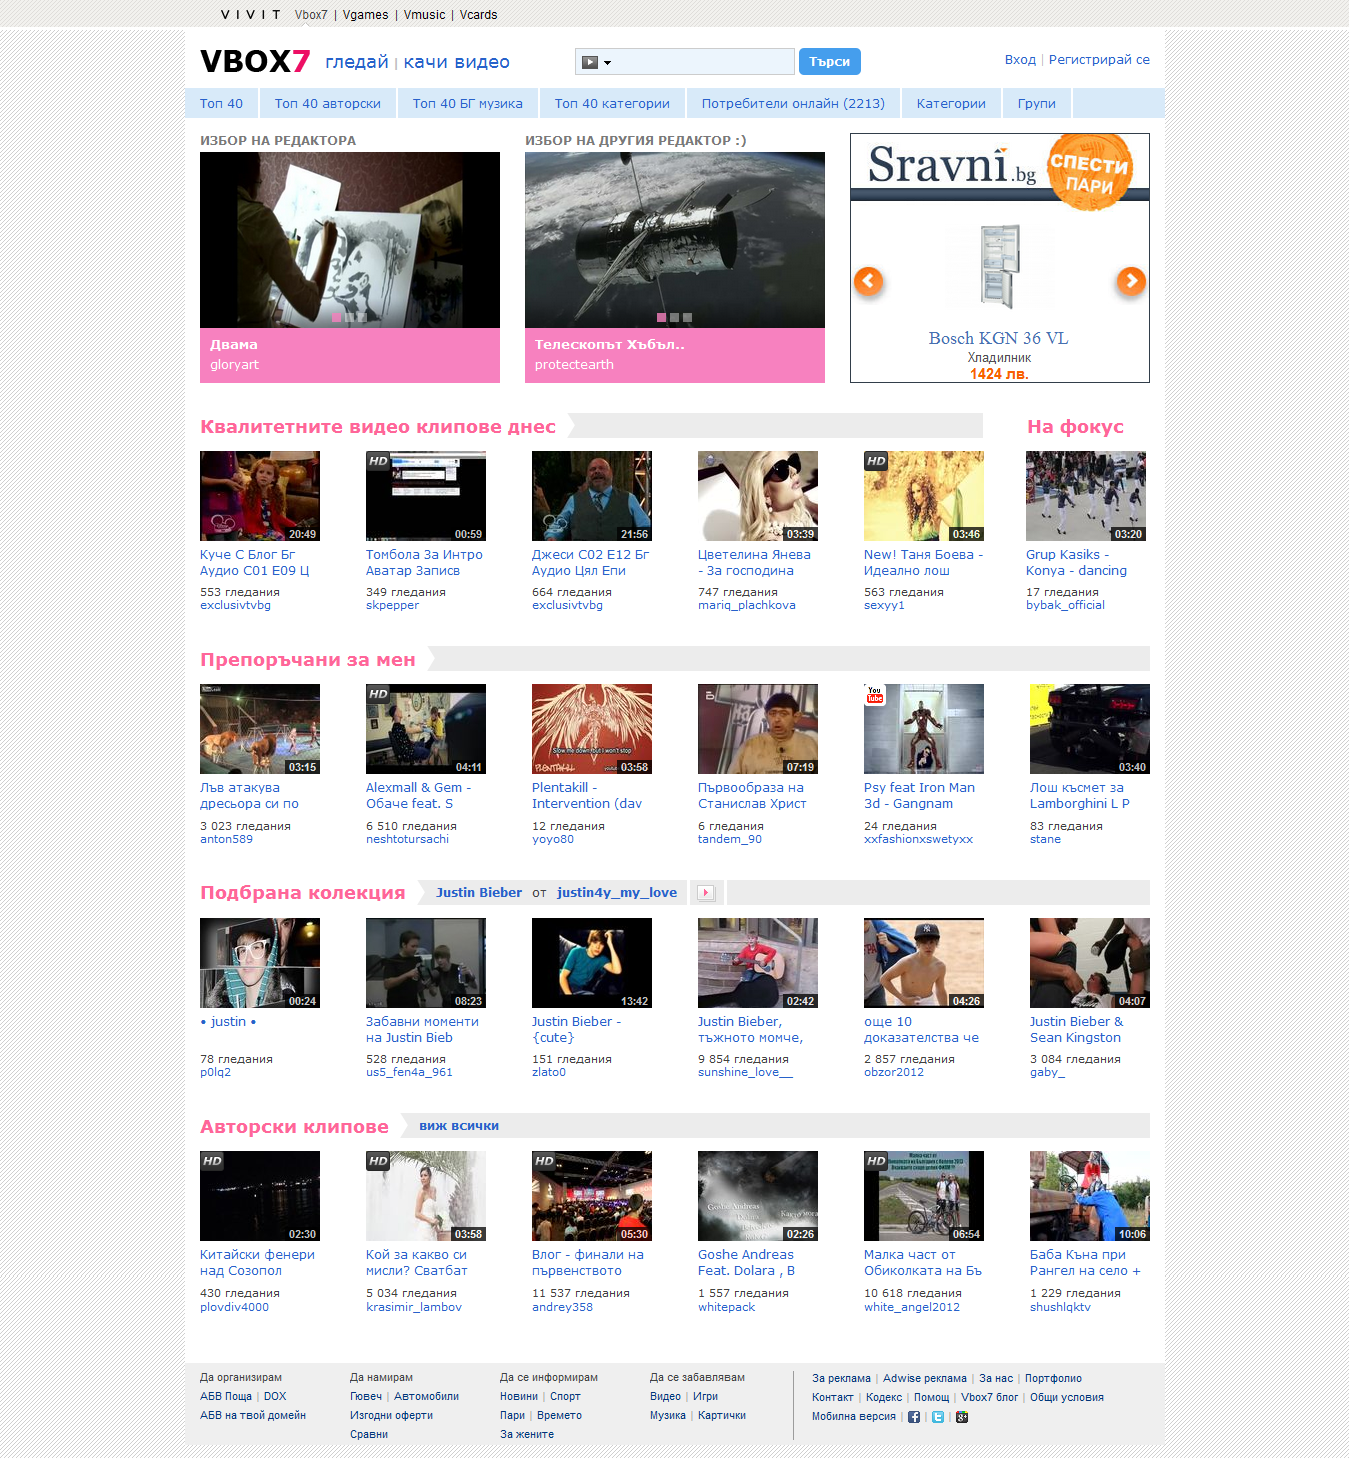 VIVIT Vbox7 | Vgames | Vmusic | Vcards
VBOX7 гледай | качи видео Търси Вход | Регистрирай се
Топ 40 Топ 40 авторски Топ 40 БГ музика Топ 40 категории Потребители онлайн (2213) Категории Групи
ИЗБОР НА РЕДАКТОРА
Двама
gloryart
ИЗБОР НА ДРУГИЯ РЕДАКТОР :)
Телескопът Хъбъл..
protectearth
Sravni.bg
СПЕСТИ
ПАРИ
Bosch KGN 36 VL
Хладилник
1424 лв.
Квалитетните видео клипове днес
На фокус
20:49
Куче С Блог Бг
Аудио С01 Е09 Ц
553 гледания
exclusivtvbg
HD
00:59
Томбола За Интро
Аватар Записв
349 гледания
skpepper
21:56
Джеси С02 Е12 Бг
Аудио Цял Епи
664 гледания
exclusivtvbg
03:39
Цветелина Янева
- За господина
747 гледания
mariq_plachkova
HD
03:46
New! Таня Боева -
Идеално лош
563 гледания
sexyy1
03:20
Grup Kasiks -
Konya - dancing
17 гледания
bybak_official
Препоръчани за мен
03:15
Лъв атакува
дресьора си по
3 023 гледания
anton589
HD
04:11
Alexmall & Gem -
Обаче feat. S
6 510 гледания
neshtotursachi
Slow me down, but I won't stop
PLENTAKILL
03:58
Plentakill -
Intervention (dav
12 гледания
yoyo80
07:19
Първообраза на
Станислав Христ
6 гледания
tandem_90
You
Tube
Psy feat Iron Man
3d - Gangnam
24 гледания
xxfashionxswetyxx
03:40
Лош късмет за
Lamborghini L P
83 гледания
stane
Подбрана колекция Justin Bieber от justin4y_my_love
00:24
• justin •
78 гледания
p0lq2
08:23
Забавни моменти
на Justin Bieb
528 гледания
us5_fen4a_961
13:42
Justin Bieber -
{cute}
151 гледания
zlato0
02:42
Justin Bieber,
тъжното момче,
9 854 гледания
sunshine_love__
04:26
още 10
доказателства че
2 857 гледания
obzor2012
04:07
Justin Bieber &
Sean Kingston
3 084 гледания
gaby_
Авторски клипове виж всички
HD
02:30
Китайски фенери
над Созопол
430 гледания
plovdiv4000
HD
03:58
Кой за какво си
мисли? Сватбат
5 034 гледания
krasimir_lambov
HD
05:30
Влог - финали на
първенството
11 537 гледания
andrey358
Goshe Andreas
02:26
Goshe Andreas
Feat. Dolara , B
1 557 гледания
whitepack
HD
06:54
Малка част от
Обиколката на Бъ
10 618 гледания
white_angel2012
10:06
Баба Къна при
Рангел на село +
1 229 гледания
shushlqktv
Да организирам
АБВ Поща | DOX
АБВ на твой домейн
Да намирам
Гювеч | Автомобили
Изгодни оферти
Сравни
Да се информирам
Новини | Спорт
Пари | Времето
За жените
Да се забавлявам
Видео | Игри
Музика | Картички
За реклама | Adwise реклама | За нас | Портфолио
Контакт | Кодекс | Помощ | Vbox7 блог | Общи условия
Мобилна версия